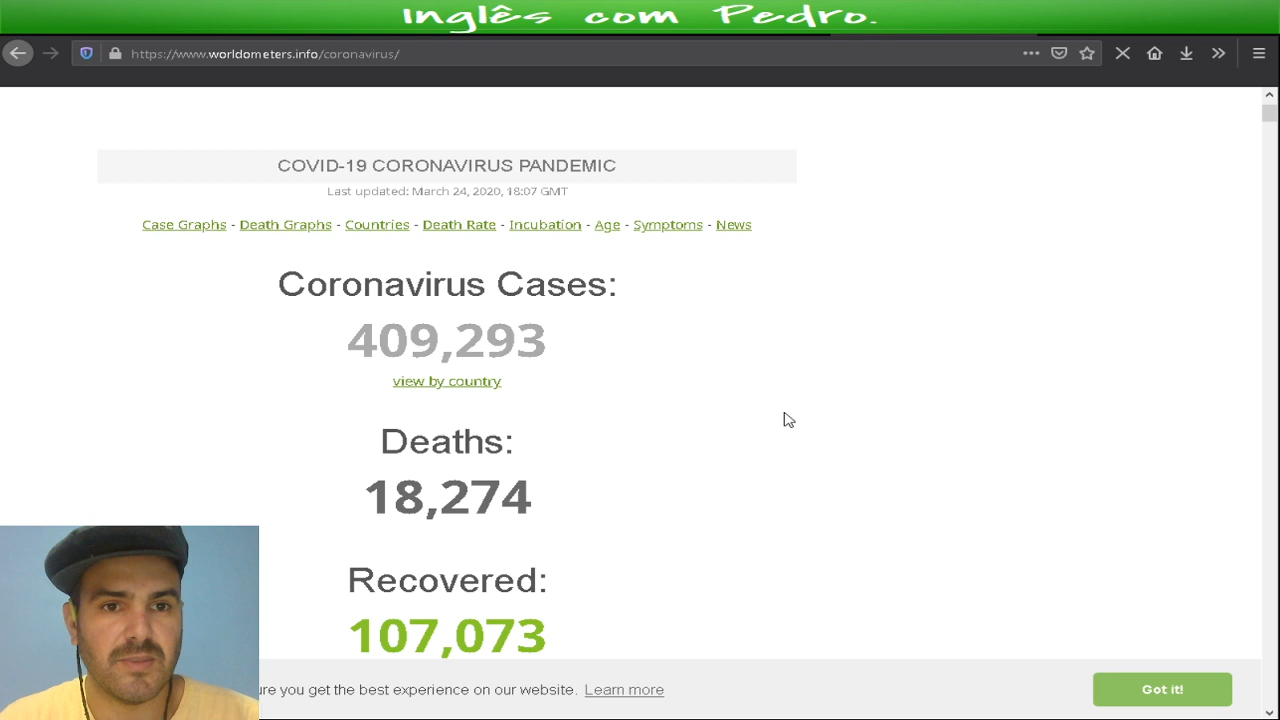 Inglês com Pedro.
https://www.worldometers.info/coronavirus/
COVID-19 CORONAVIRUS PANDEMIC
Last updated: March 24, 2020, 18:07 GMT
Case Graphs - Death Graphs - Countries - Death Rate - Incubation - Age - Symptoms - News
Coronavirus Cases:
409,293
view by country
Deaths:
18,274
Recovered:
107,073
you get the best experience on our website. Learn more
Got it!